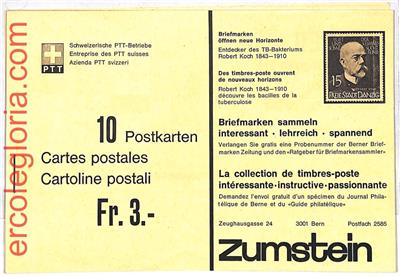 ercolegloria.com
PTT
Schweizerische PTT-Betriebe
Entreprise des PTT suisses
Azienda PTT svizzeri
10 Postkarten
Cartes postales
Cartoline postali
Fr. 3.-
Briefmarken
öffnen neue Horizonte
Entdecker des TB-Bakteriums
Robert Koch 1843–1910
Des timbres-poste ouvrent
de nouveaux horizons
Robert Koch 1843–1910
découvre les bacilles de la
tuberculose
15
FREIE STADT DANZIG
Briefmarken sammeln
interessant · lehrreich · spannend
Verlangen Sie gratis eine Probenummer der Berner Brief-
marken Zeitung und den «Ratgeber für Briefmarkensammler»
La collection de timbres-poste
intéressante·instructive·passionnante
Demandez l'envoi gratuit d'un spécimen du Journal Phila-
télique de Berne et du «Guide philatélique»
Zeughausgasse 24 3001 Bern Postfach 2585
zumstein